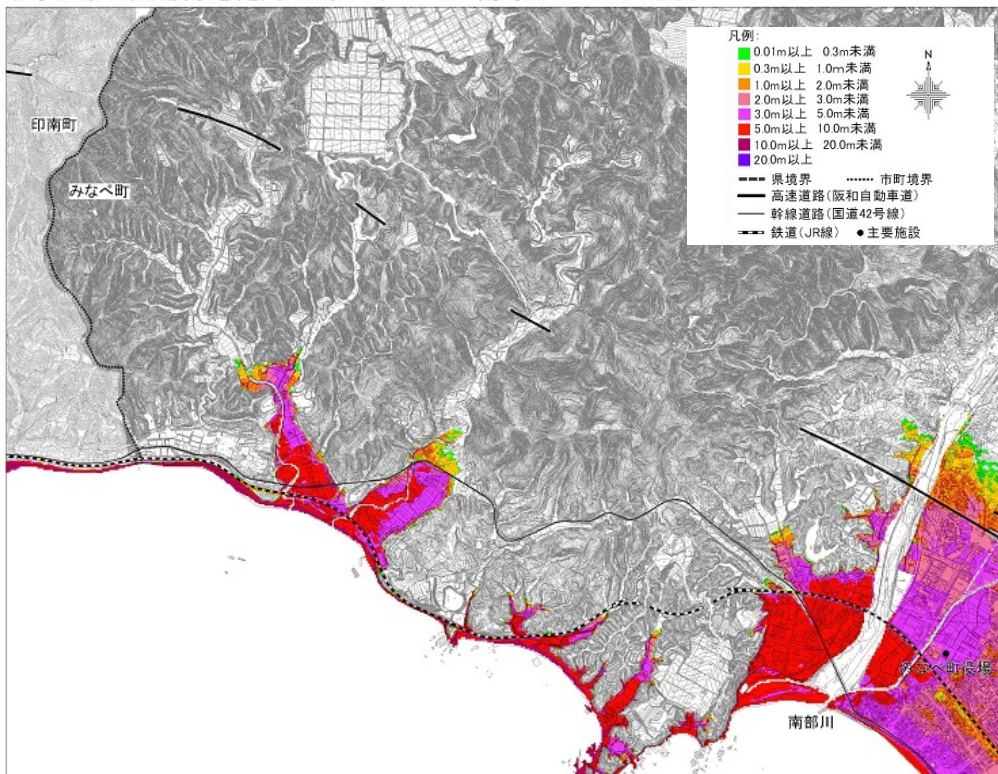 凡例:
0.01m以上 0.3m未満
0.3m以上 1.0m未満
1.0m以上 2.0m未満
2.0m以上 3.0m未満
3.0m以上 5.0m未満
5.0m以上 10.0m未満
10.0m以上 20.0m未満
20.0m以上
N
県境界 市町境界
高速道路(阪和自動車道)
幹線道路(国道42号線)
鉄道(JR線) ●主要施設
印南町
みなべ町
みなべ町役場
南部川